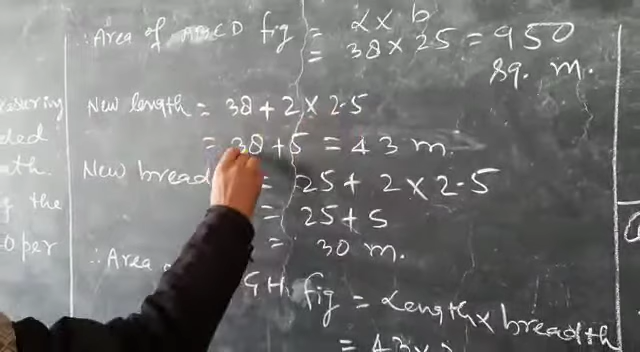 ∴ Area of ABCD fig = L × b
= 38 × 25 = 950
sq. m.
New length = 38 + 2 × 2.5
= 38 + 5 = 43 m.
New bread = 25 + 2 × 2.5
= 25 + 5
= 30 m.
∴ Area GH fig = Length × breadth
= 43 ×